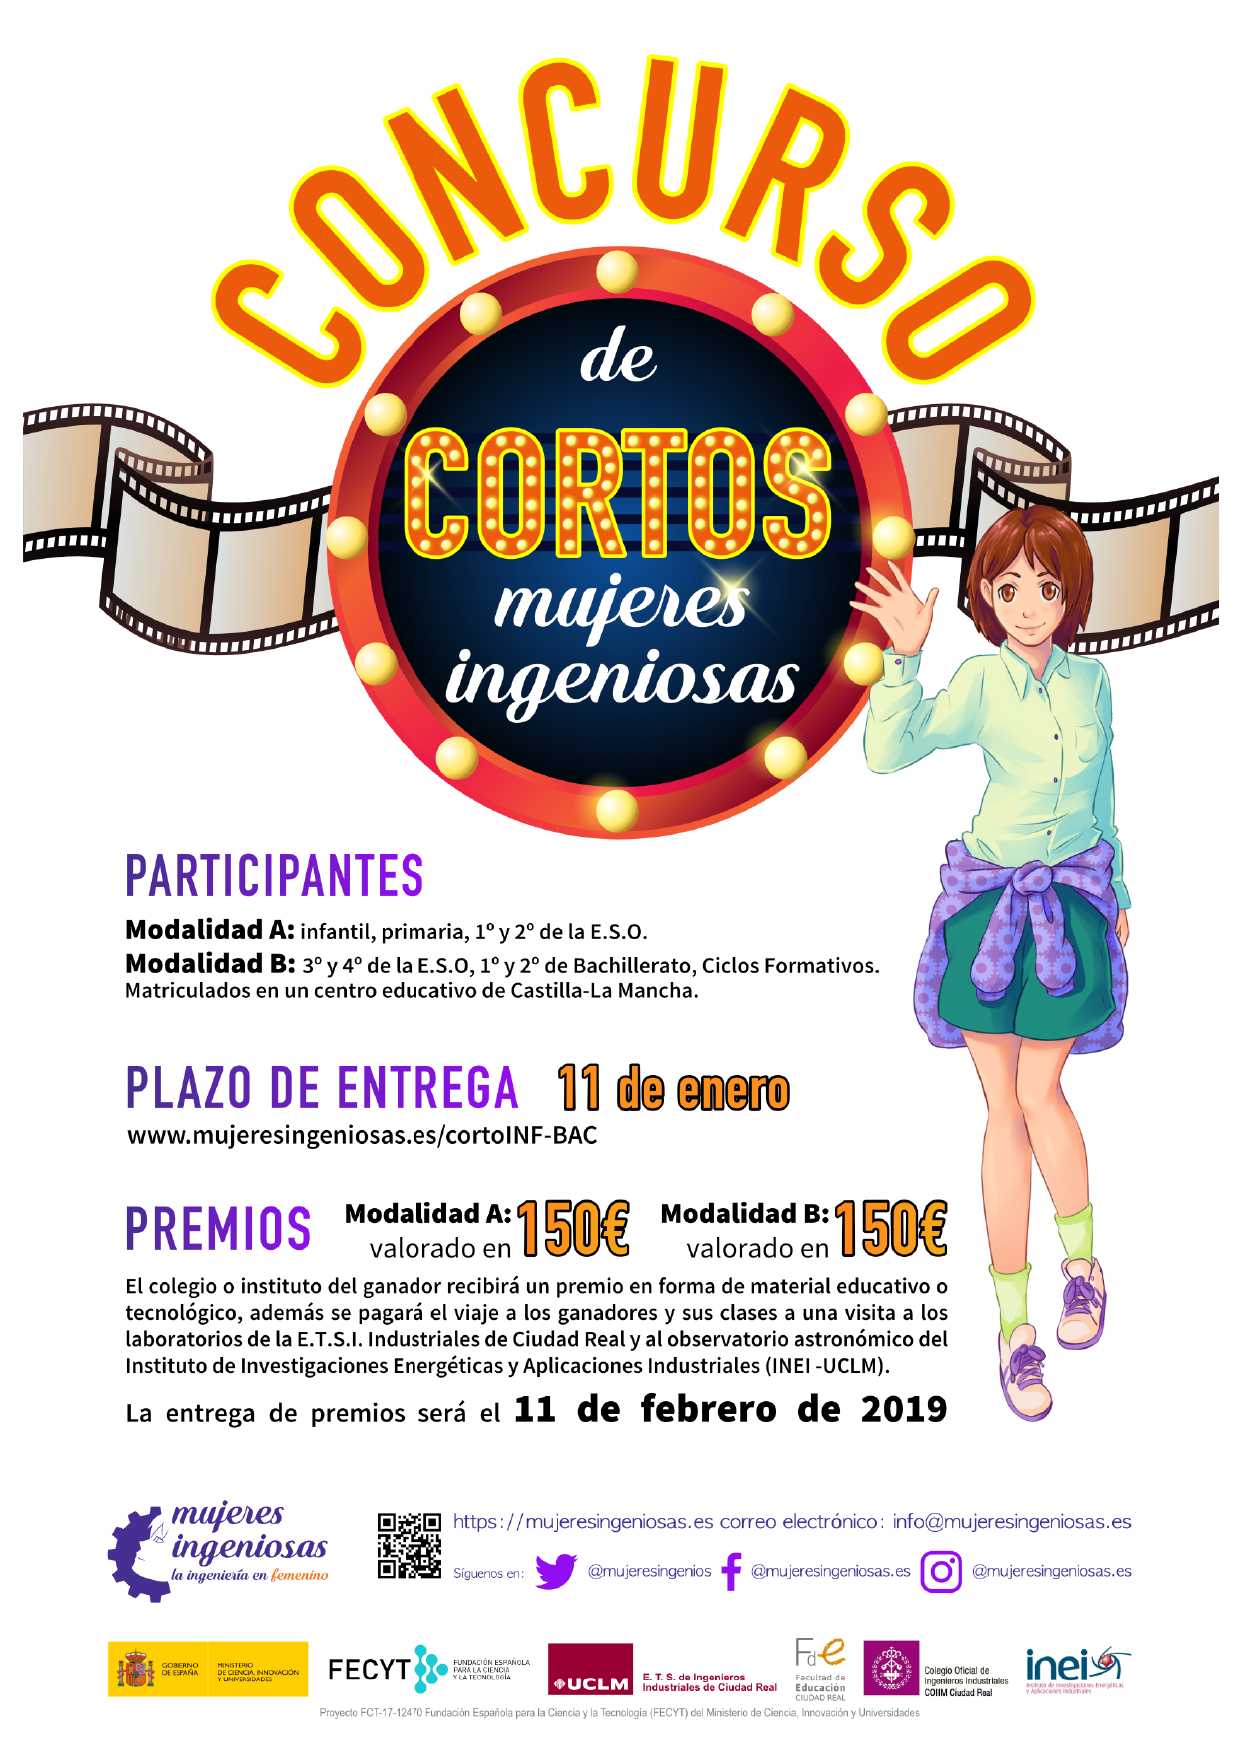 CONCURSO
de
CORTOS
mujeres
ingeniosas
PARTICIPANTES
Modalidad A: infantil, primaria, 1º y 2º de la E.S.O.
Modalidad B: 3º y 4º de la E.S.O, 1º y 2º de Bachillerato, Ciclos Formativos.
Matriculados en un centro educativo de Castilla-La Mancha.
PLAZO DE ENTREGA 11 de enero
www.mujeresingeniosas.es/cortoINF-BAC
PREMIOS
Modalidad A: 150€
valorado en
Modalidad B: 150€
valorado en
El colegio o instituto del ganador recibirá un premio en forma de material educativo o
tecnológico, además se pagará el viaje a los ganadores y sus clases a una visita a los
laboratorios de la E.T.S.I. Industriales de Ciudad Real y al observatorio astronómico del
Instituto de Investigaciones Energéticas y Aplicaciones Industriales (INEI -UCLM).
La entrega de premios será el 11 de febrero de 2019
mujeres
ingeniosas
la ingeniería en femenino
https://mujeresingeniosas.es correo electrónico: info@mujeresingeniosas.es
Síguenos en: @mujeresingenios @mujeresingeniosas.es @mujeresingeniosas.es
GOBIERNO
DE ESPAÑA
MINISTERIO
DE CIENCIA, INNOVACIÓN
Y UNIVERSIDADES
FECYT
FUNDACIÓN ESPAÑOLA
PARA LA CIENCIA
Y LA TECNOLOGÍA
UCLM
E. T. S. de Ingenieros
Industriales de Ciudad Real
Fde
Facultad de
Educación
CIUDAD REAL
Colegio Oficial de
Ingenieros Industriales
COIIM Ciudad Real
inei
Instituto de Investigaciones Energéticas
y Aplicaciones Industriales
Proyecto FCT-17-12470 Fundación Española para la Ciencia y la Tecnología (FECYT) del Ministerio de Ciencia, Innovación y Universidades